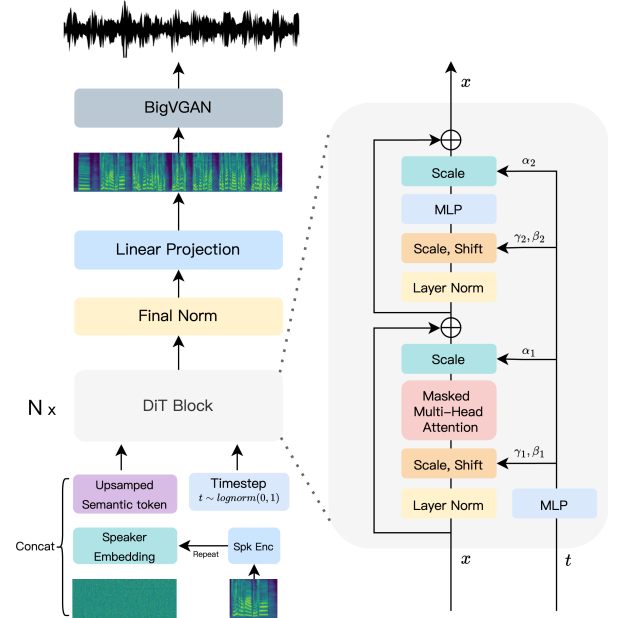 BigVGAN
Linear Projection
Final Norm
N x
DiT Block
Upsamped
Semantic token
Timestep
t ∼ lognorm(0, 1)
Concat
Speaker
Embedding
Repeat
Spk Enc
x
Scale
α₂
MLP
Scale, Shift
γ₂, β₂
Layer Norm
Scale
α₁
Masked
Multi-Head
Attention
Scale, Shift
γ₁, β₁
Layer Norm
MLP
x
t